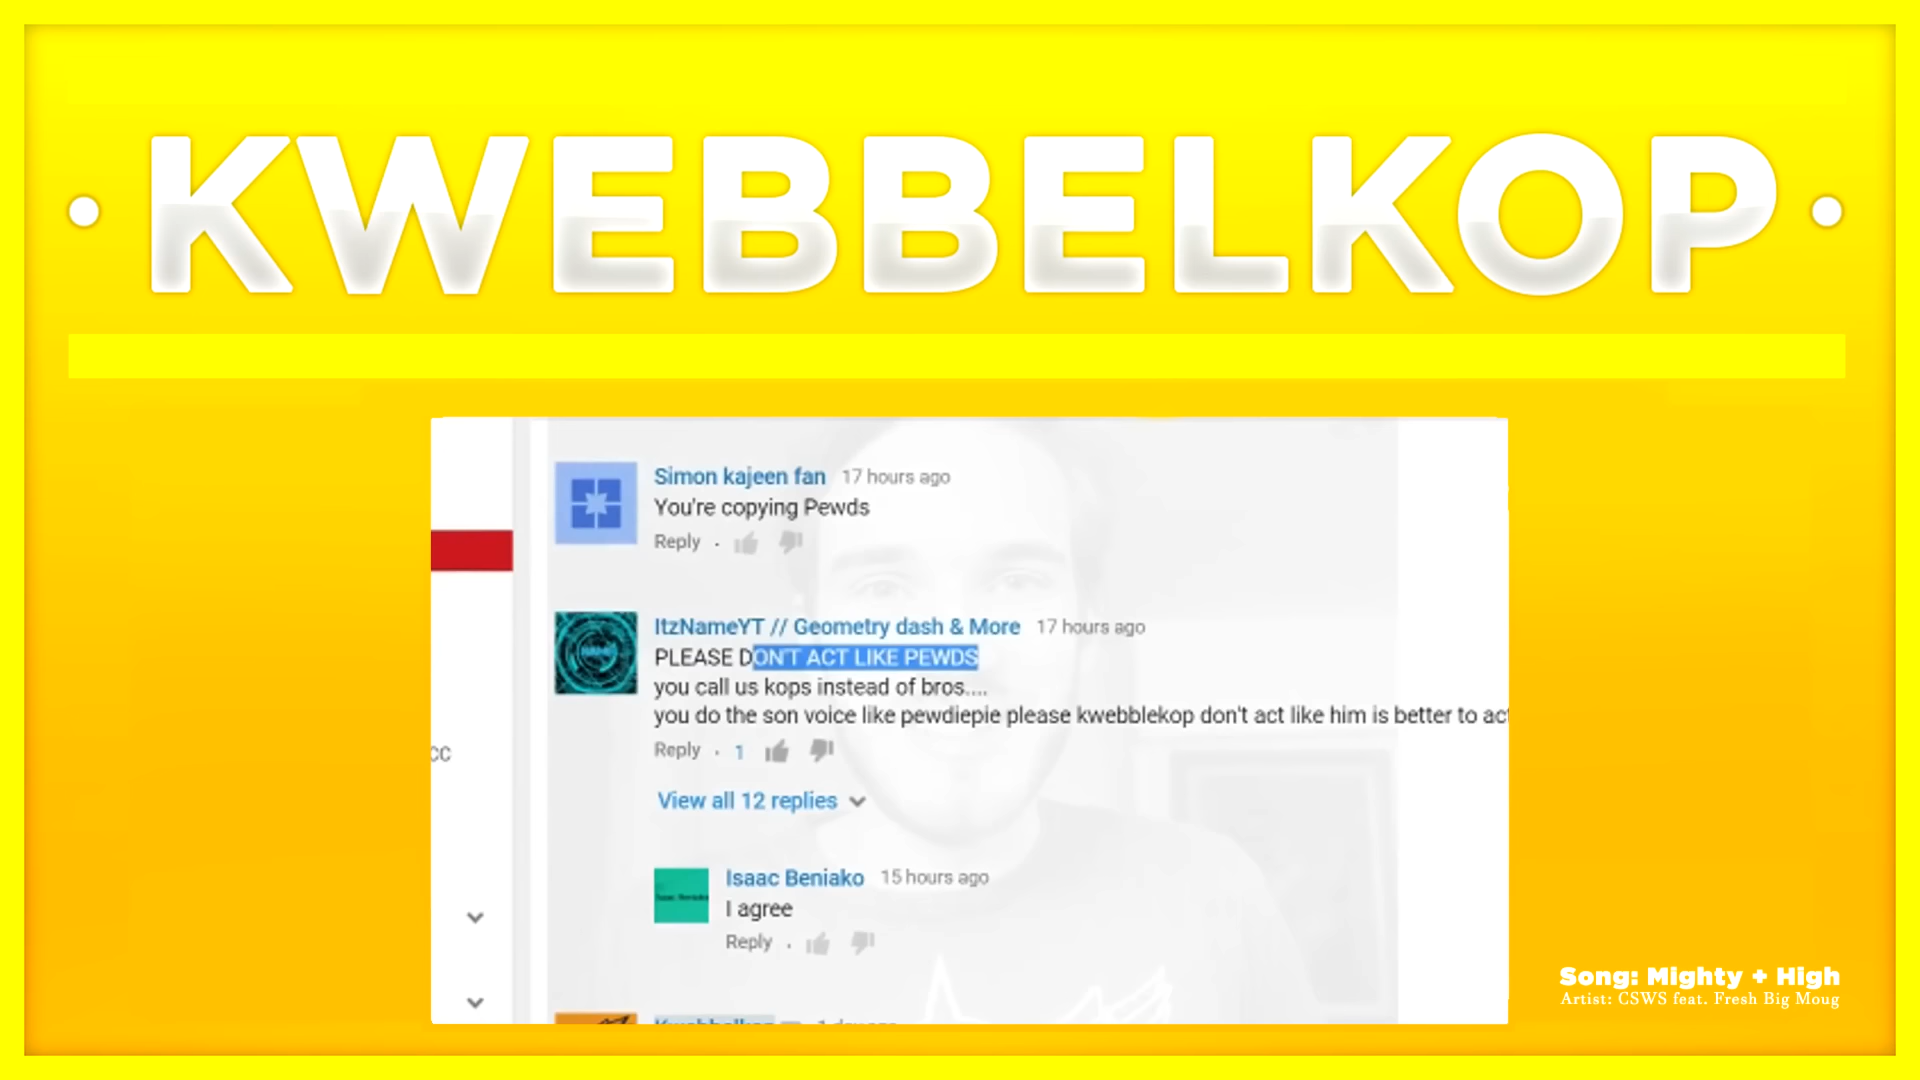 KWEBBELKOP
Simon kajeen fan 17 hours ago
You're copying Pewds
Reply
ItzNameYT // Geometry dash & More 17 hours ago
PLEASE DON'T ACT LIKE PEWDS
you call us kops instead of bros....
you do the son voice like pewdiepie please kwebblekop don't act like him is better to act
Reply · 1
cc
View all 12 replies
Isaac Beniako 15 hours ago
I agree
Reply
Song: Mighty + High
Artist: CSWS feat. Fresh Big Moug